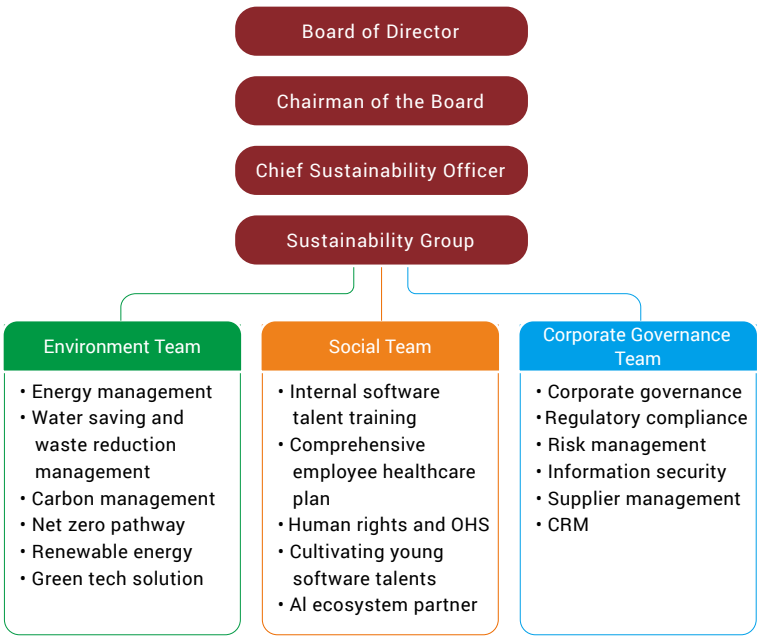 Board of Director
Chairman of the Board
Chief Sustainability Officer
Sustainability Group
Environment Team
• Energy management
• Water saving and
waste reduction
management
• Carbon management
• Net zero pathway
• Renewable energy
• Green tech solution
Social Team
• Internal software
talent training
• Comprehensive
employee healthcare
plan
• Human rights and OHS
• Cultivating young
software talents
• AI ecosystem partner
Corporate Governance
Team
• Corporate governance
• Regulatory compliance
• Risk management
• Information security
• Supplier management
• CRM